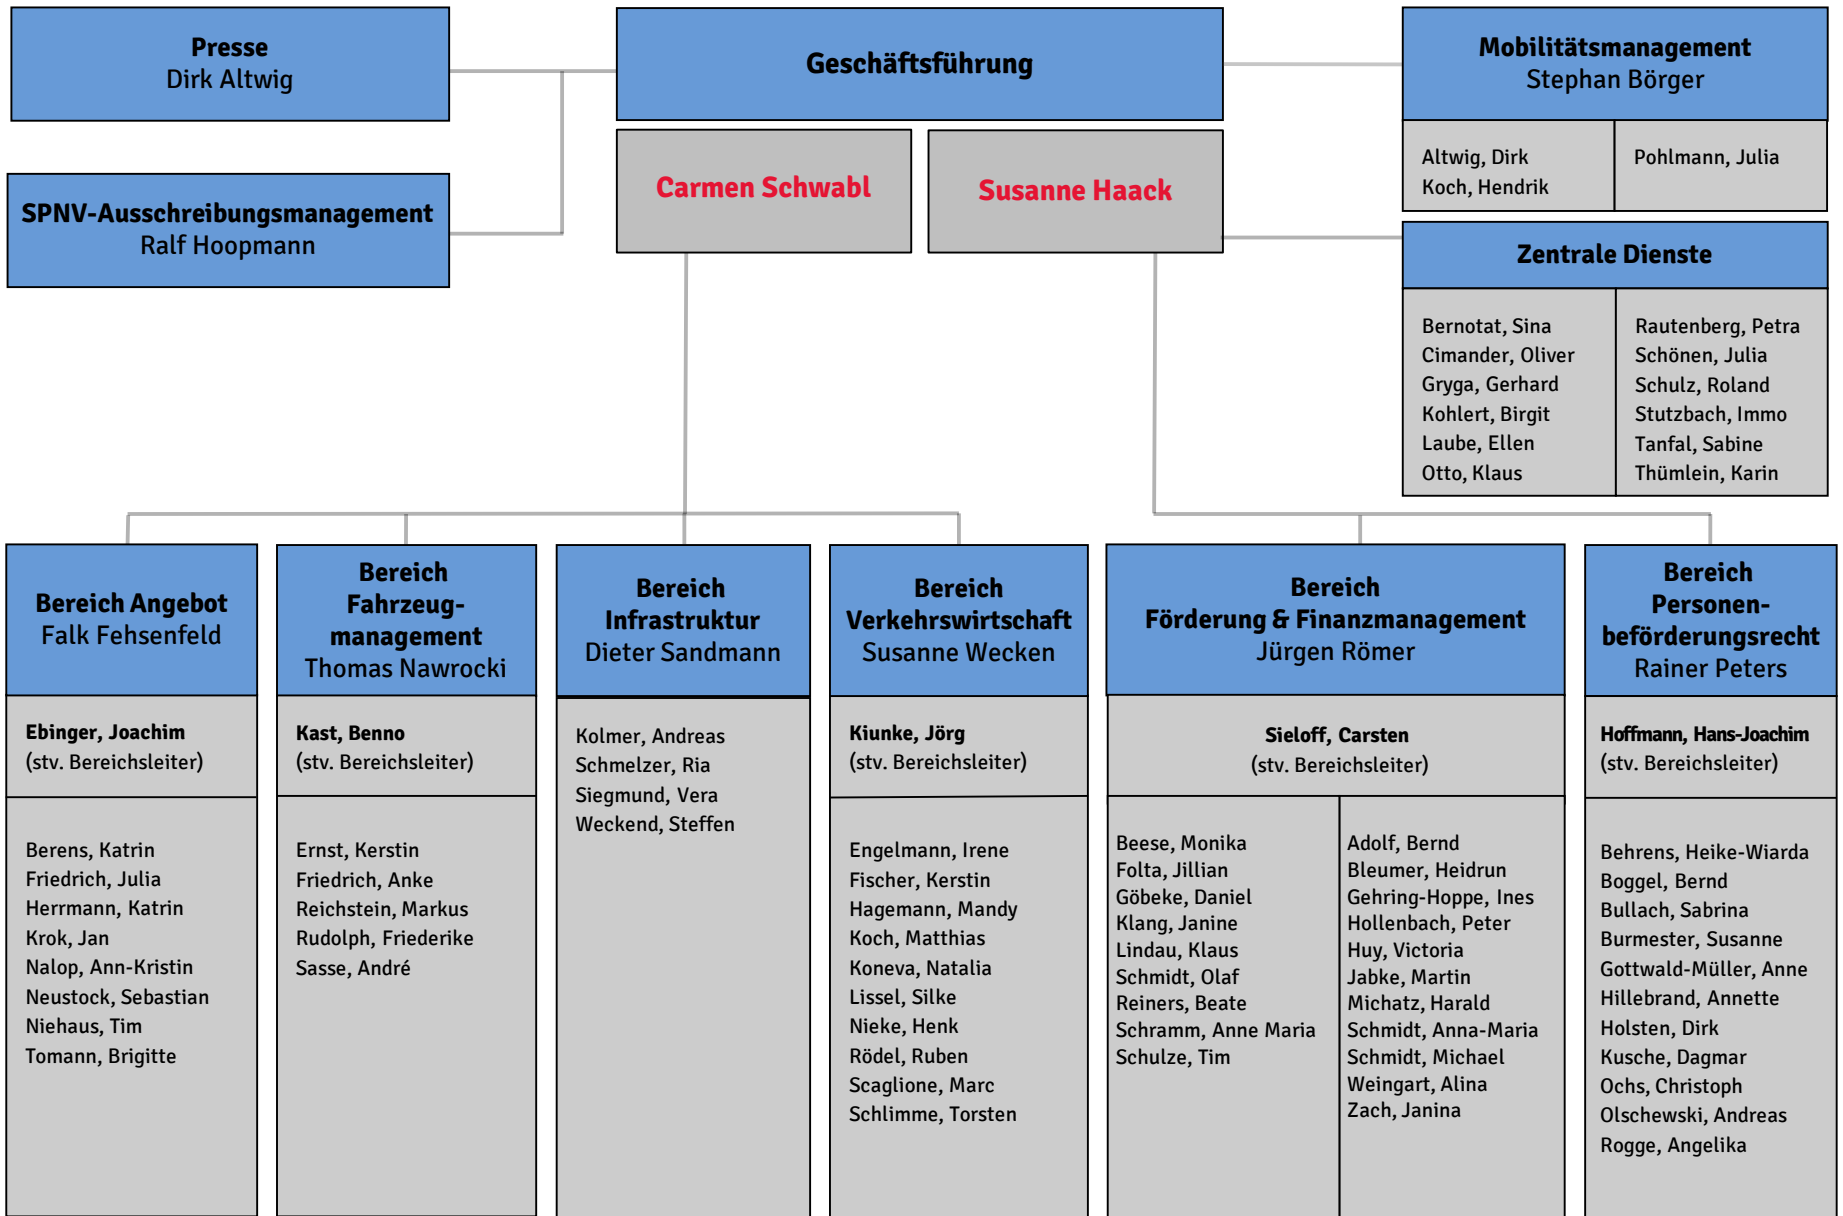 Presse
Dirk Altwig
Geschäftsführung
Mobilitätsmanagement
Stephan Börger
Altwig, Dirk
Koch, Hendrik
Pohlmann, Julia
SPNV-Ausschreibungsmanagement
Ralf Hoopmann
Carmen Schwabl
Susanne Haack
Zentrale Dienste
Bernotat, Sina
Cimander, Oliver
Gryga, Gerhard
Kohlert, Birgit
Laube, Ellen
Otto, Klaus
Rautenberg, Petra
Schönen, Julia
Schulz, Roland
Stutzbach, Immo
Tanfal, Sabine
Thümlein, Karin
Bereich Angebot
Falk Fehsenfeld
Ebinger, Joachim
(stv. Bereichsleiter)
Berens, Katrin
Friedrich, Julia
Herrmann, Katrin
Krok, Jan
Nalop, Ann-Kristin
Neustock, Sebastian
Niehaus, Tim
Tomann, Brigitte
Bereich
Fahrzeug-
management
Thomas Nawrocki
Kast, Benno
(stv. Bereichsleiter)
Ernst, Kerstin
Friedrich, Anke
Reichstein, Markus
Rudolph, Friederike
Sasse, André
Bereich
Infrastruktur
Dieter Sandmann
Kolmer, Andreas
Schmelzer, Ria
Siegmund, Vera
Weckend, Steffen
Bereich
Verkehrswirtschaft
Susanne Wecken
Kiunke, Jörg
(stv. Bereichsleiter)
Engelmann, Irene
Fischer, Kerstin
Hagemann, Mandy
Koch, Matthias
Koneva, Natalia
Lissel, Silke
Nieke, Henk
Rödel, Ruben
Scaglione, Marc
Schlimme, Torsten
Bereich
Förderung & Finanzmanagement
Jürgen Römer
Sieloff, Carsten
(stv. Bereichsleiter)
Beese, Monika
Folta, Jillian
Göbeke, Daniel
Klang, Janine
Lindau, Klaus
Schmidt, Olaf
Reiners, Beate
Schramm, Anne Maria
Schulze, Tim
Adolf, Bernd
Bleumer, Heidrun
Gehring-Hoppe, Ines
Hollenbach, Peter
Huy, Victoria
Jabke, Martin
Michatz, Harald
Schmidt, Anna-Maria
Schmidt, Michael
Weingart, Alina
Zach, Janina
Bereich
Personen-
beförderungsrecht
Rainer Peters
Hoffmann, Hans-Joachim
(stv. Bereichsleiter)
Behrens, Heike-Wiarda
Boggel, Bernd
Bullach, Sabrina
Burmester, Susanne
Gottwald-Müller, Anne
Hillebrand, Annette
Holsten, Dirk
Kusche, Dagmar
Ochs, Christoph
Olschewski, Andreas
Rogge, Angelika